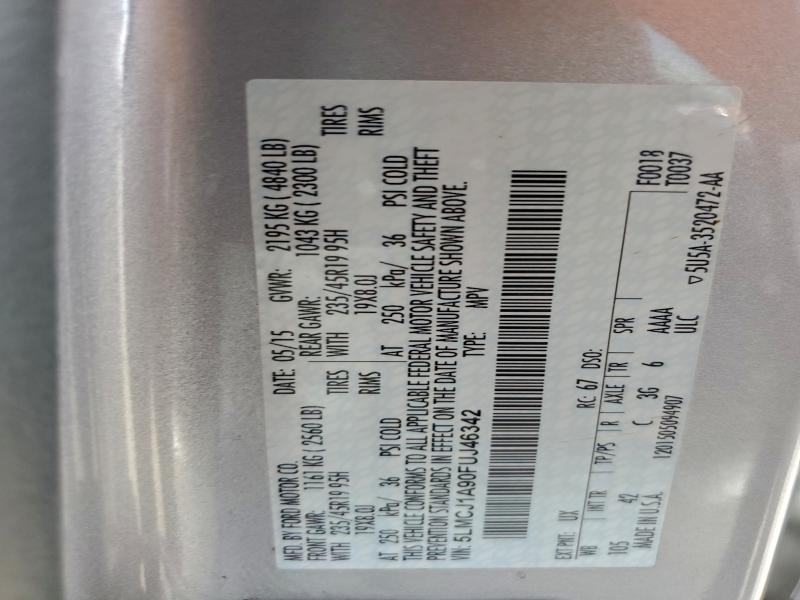 MFD. BY FORD MOTOR CO.
DATE: 05/15 GVWR: 2195 KG ( 4840 LB)
FRONT GAWR: 1161 KG ( 2560 LB)
REAR GAWR: 1043 KG ( 2300 LB)
WITH 235/45R19 95H TIRES
WITH 235/45R19 95H TIRES
19X8.0J RIMS
19X8.0J RIMS
AT 250 kPa/ 36 PSI COLD
AT 250 kPa/ 36 PSI COLD
THIS VEHICLE CONFORMS TO ALL APPLICABLE FEDERAL MOTOR VEHICLE SAFETY AND THEFT
PREVENTION STANDARDS IN EFFECT ON THE DATE OF MANUFACTURE SHOWN ABOVE.
VIN: 5LMCJ1A90FUJ46342 TYPE: MPV
EXT PNT: UX RC: 67 DSO: F0018
WB INT TR TP/PS R AXLE TR SPR T0037
105 42 C 3G 6 AAAA
MADE IN U.S.A. 1201505094907 ULC
▽5U5A-3520472-AA